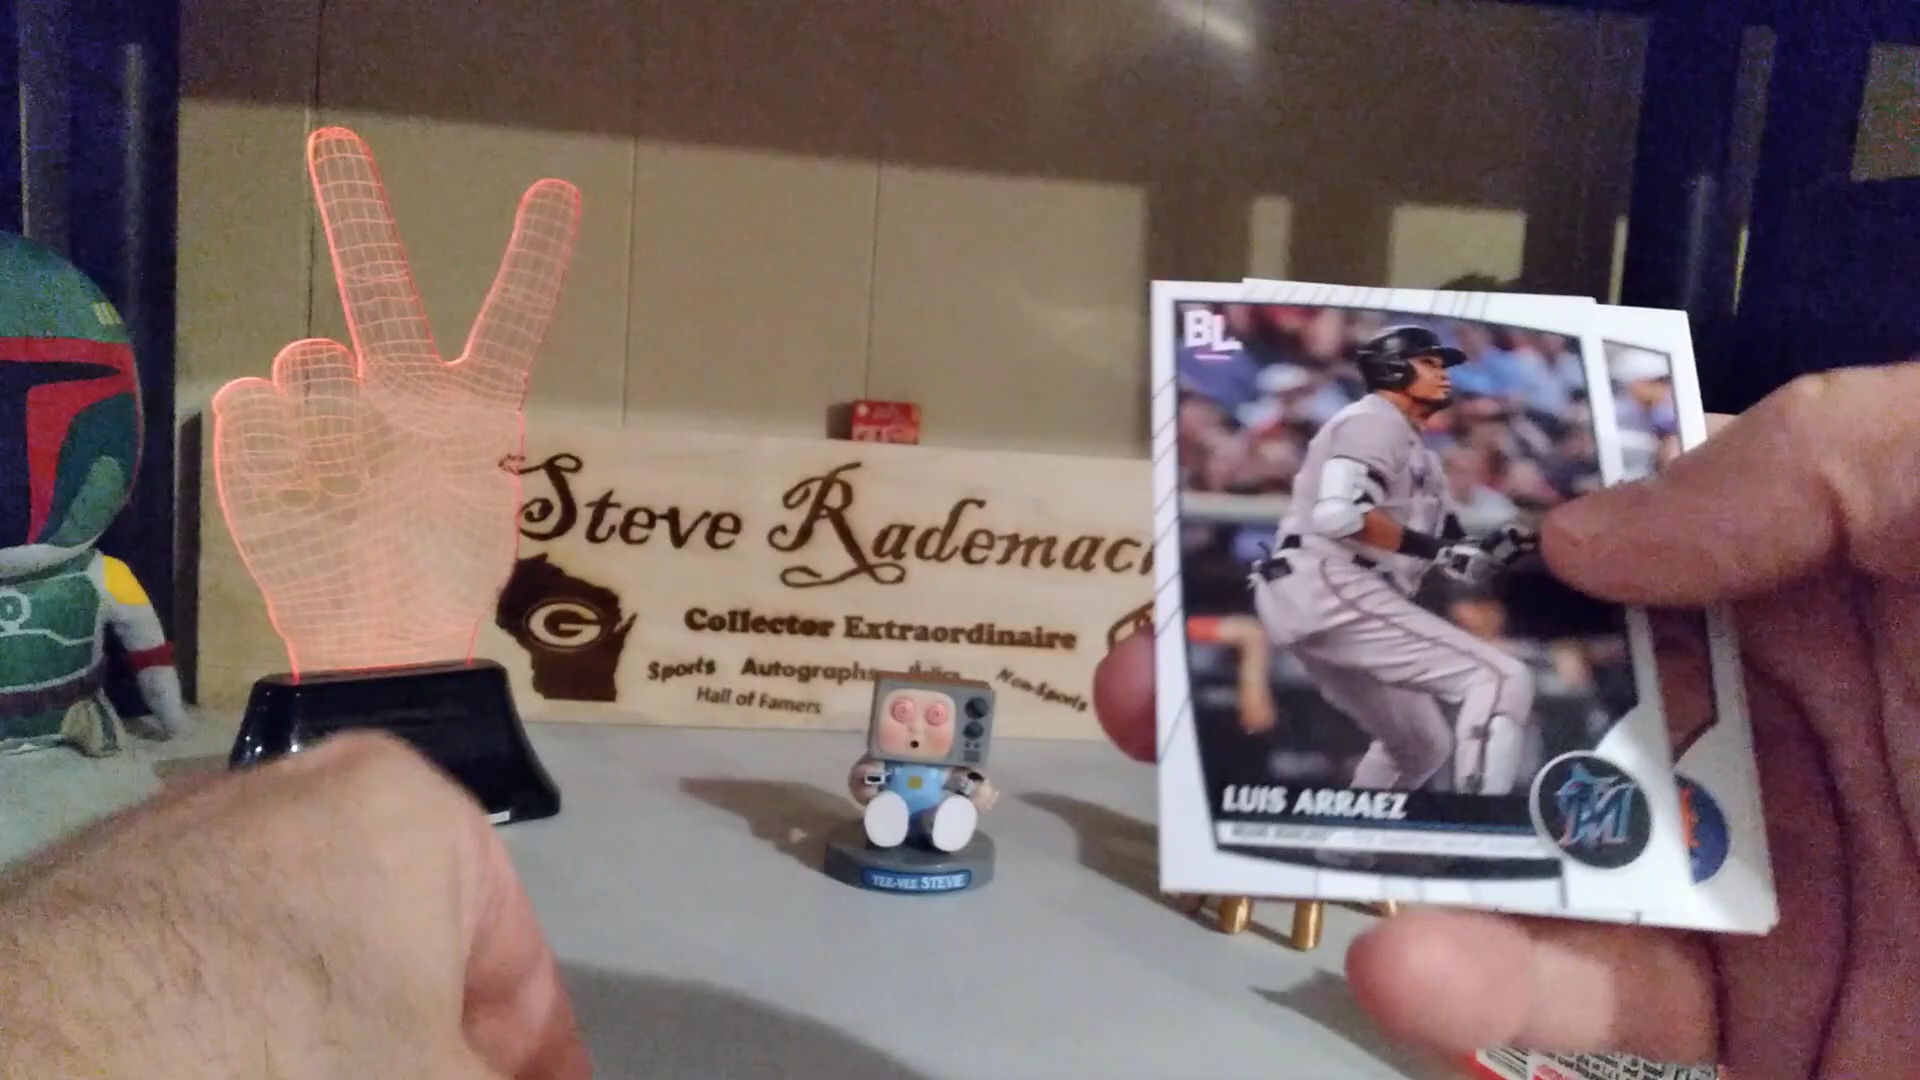 Steve Rademac
Collector Extraordinaire
Sports Autographs Non-Sports
Hall of Famers
G
TEE-VEE STEVIE
BL
LUIS ARRAEZ
M